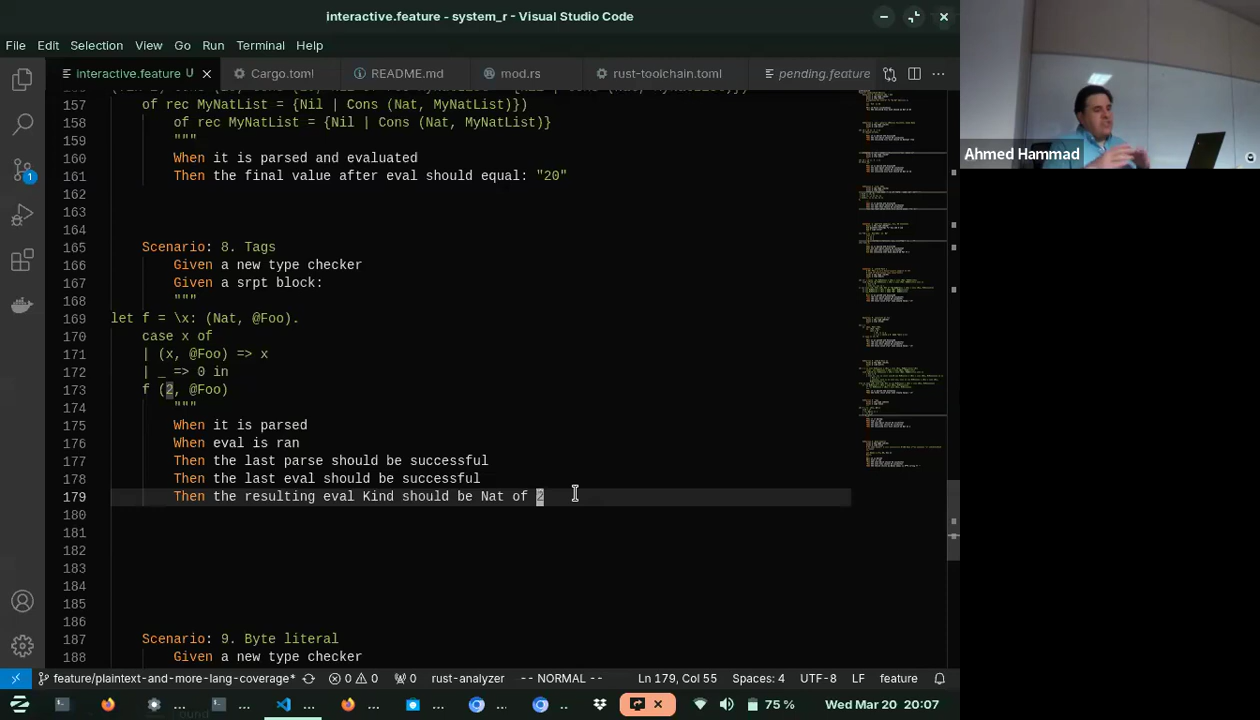 interactive.feature - system_r - Visual Studio Code
File Edit Selection View Go Run Terminal Help
interactive.feature U Cargo.toml README.md mod.rs rust-toolchain.toml pending.feature
157 of rec MyNatList = {Nil | Cons (Nat, MyNatList)})
158 of rec MyNatList = {Nil | Cons (Nat, MyNatList)}
159 """
160 When it is parsed and evaluated
161 Then the final value after eval should equal: "20"
162
163
164
165 Scenario: 8. Tags
166 Given a new type checker
167 Given a srpt block:
168 """
169 let f = \x: (Nat, @Foo).
170 case x of
171 | (x, @Foo) => x
172 | _ => 0 in
173 f (2, @Foo)
174 """
175 When it is parsed
176 When eval is ran
177 Then the last parse should be successful
178 Then the last eval should be successful
179 Then the resulting eval Kind should be Nat of 2
180
181
182
183
184
185
186
187 Scenario: 9. Byte literal
188 Given a new type checker
1
feature/plaintext-and-more-lang-coverage* 0 0 0 rust-analyzer -- NORMAL -- Ln 179, Col 55 Spaces: 4 UTF-8 LF feature
75 % Wed Mar 20 20:07
Ahmed Hammad